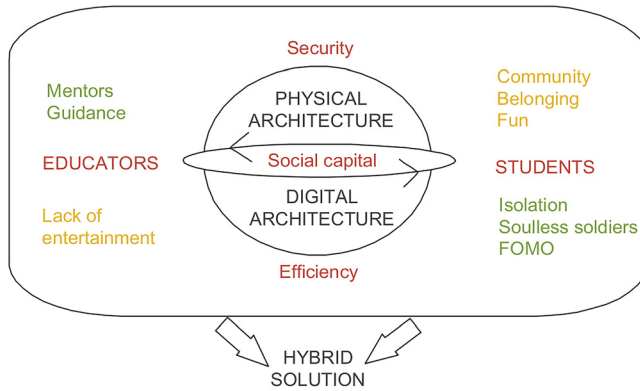 Security
Mentors
Guidance
PHYSICAL
ARCHITECTURE
Community
Belonging
Fun
EDUCATORS
Social capital
STUDENTS
Lack of
entertainment
DIGITAL
ARCHITECTURE
Isolation
Soulless soldiers
FOMO
Efficiency
HYBRID
SOLUTION